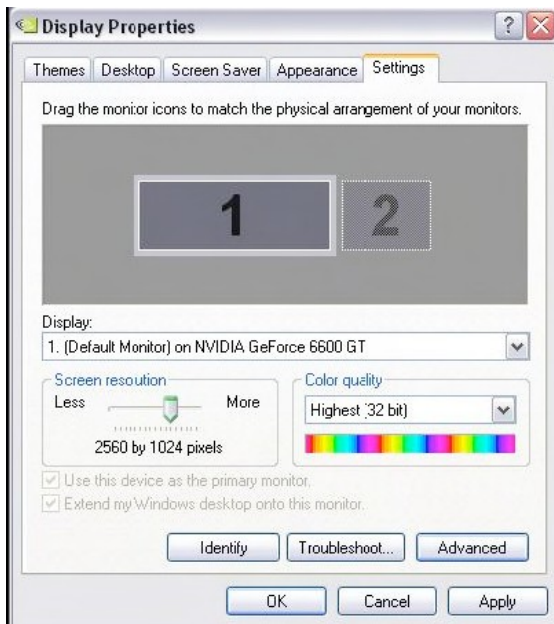 Display Properties
Themes Desktop Screen Saver Appearance Settings
Drag the monitor icons to match the physical arrangement of your monitors.
1 2
Display:
1. (Default Monitor) on NVIDIA GeForce 6600 GT
Screen resoution Color quality
Less More Highest (32 bit)
2560 by 1024 pixels
Use this device as the primary monitor.
Extend my Windows desktop onto this monitor.
Identify Troubleshoot... Advanced
OK Cancel Apply